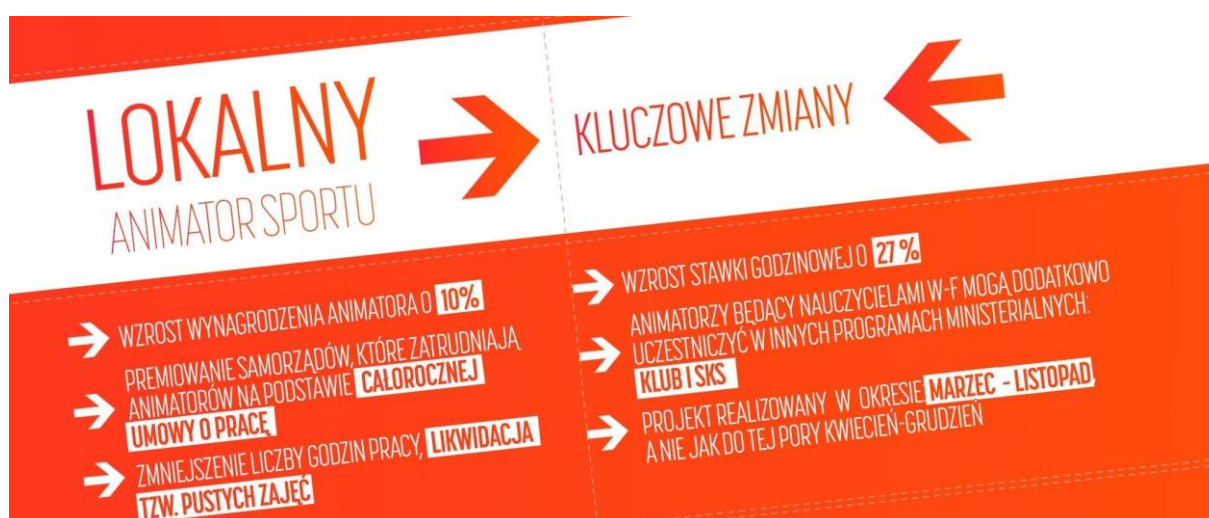 LOKALNY
ANIMATOR SPORTU
KLUCZOWE ZMIANY
WZROST WYNAGRODZENIA ANIMATORA O 10%
PREMIOWANIE SAMORZĄDÓW, KTÓRE ZATRUDNIAJĄ
ANIMATORÓW NA PODSTAWIE CAŁOROCZNEJ
UMOWY O PRACĘ
ZMNIEJSZENIE LICZBY GODZIN PRACY, LIKWIDACJA
TZW. PUSTYCH ZAJĘĆ
WZROST STAWKI GODZINOWEJ O 27 %
ANIMATORZY BĘDĄCY NAUCZYCIELAMI W-F MOGĄ DODATKOWO
UCZESTNICZYĆ W INNYCH PROGRAMACH MINISTERIALNYCH:
KLUB I SKS
PROJEKT REALIZOWANY W OKRESIE MARZEC - LISTOPAD,
A NIE JAK DO TEJ PORY KWIECIEŃ-GRUDZIEŃ